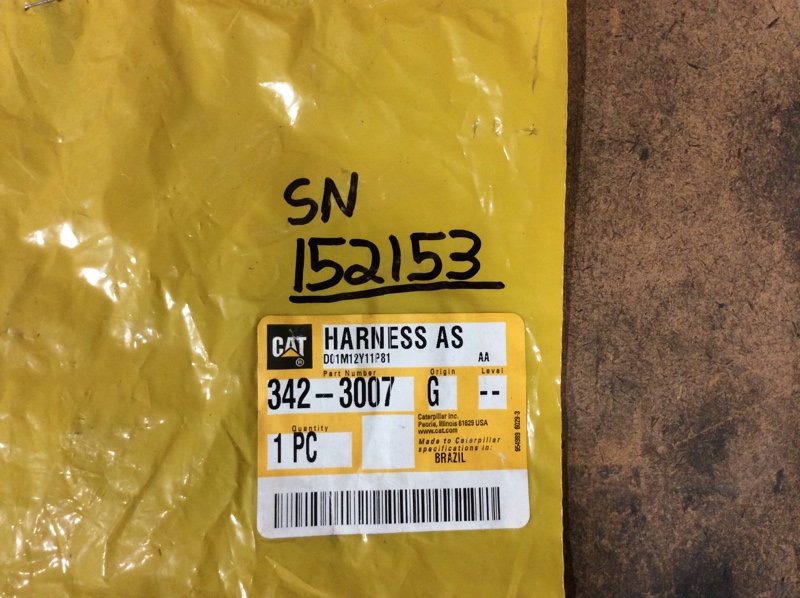 SN
152153
CAT
®
HARNESS AS
D01M12Y11P81 AA
Part Number Origin Level
342-3007 G --
Quantity
1 PC
Caterpillar Inc.
Peoria, Illinois 61629 USA
www.cat.com
Made to Caterpillar
specifications in:
BRAZIL